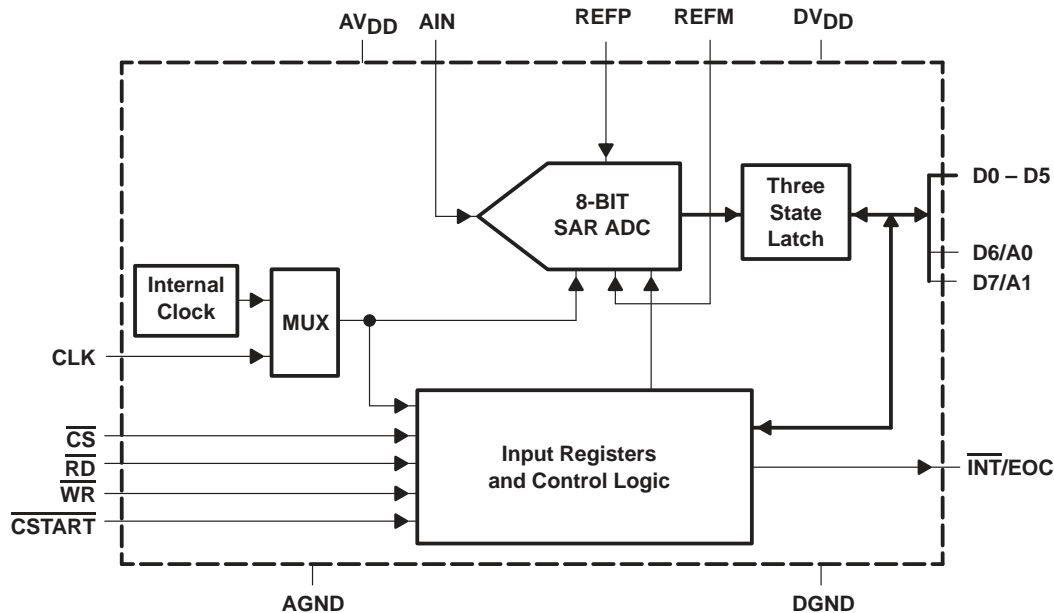 AVDD AIN REFP REFM DVDD
8-BIT
SAR ADC
Three
State
Latch
D0 – D5
D6/A0
D7/A1
Internal
Clock
MUX
CLK
CS
RD
WR
CSTART
Input Registers
and Control Logic
INT/EOC
AGND DGND